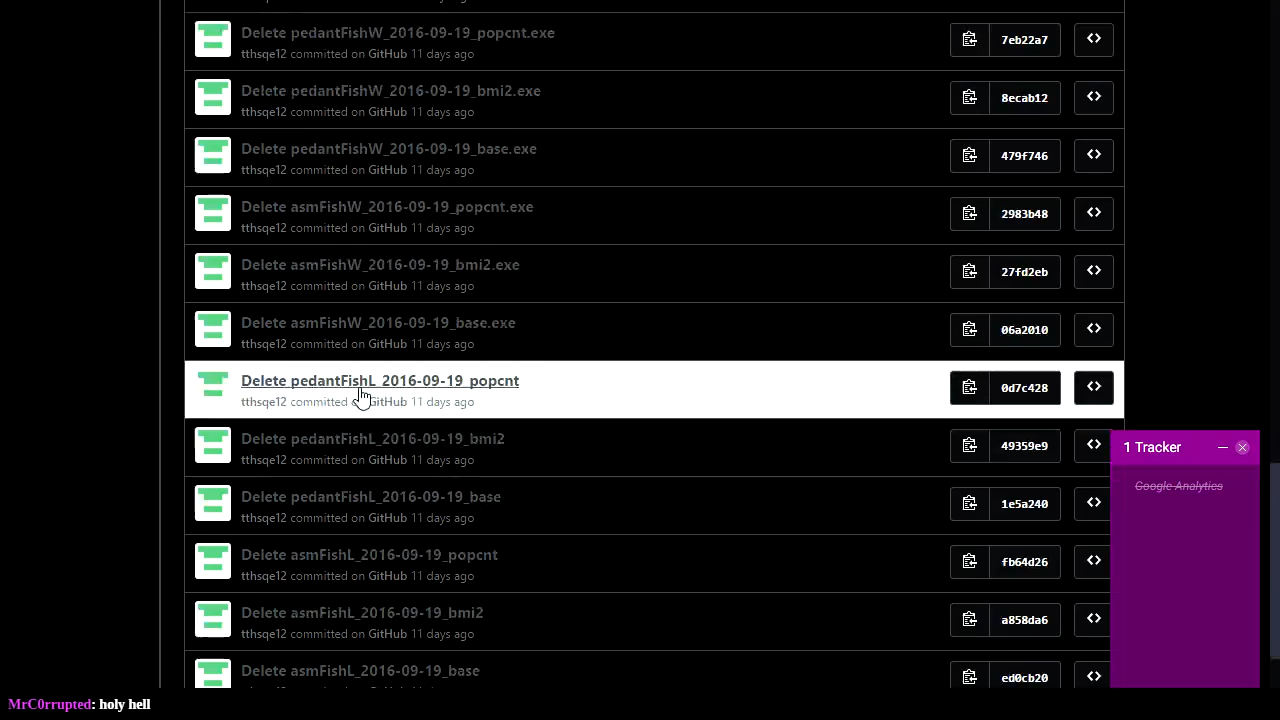 Delete pedantFishW_2016-09-19_popcnt.exe
tthsqe12 committed on GitHub 11 days ago
7eb22a7
Delete pedantFishW_2016-09-19_bmi2.exe
tthsqe12 committed on GitHub 11 days ago
8ecab12
Delete pedantFishW_2016-09-19_base.exe
tthsqe12 committed on GitHub 11 days ago
479f746
Delete asmFishW_2016-09-19_popcnt.exe
tthsqe12 committed on GitHub 11 days ago
2983b48
Delete asmFishW_2016-09-19_bmi2.exe
tthsqe12 committed on GitHub 11 days ago
27fd2eb
Delete asmFishW_2016-09-19_base.exe
tthsqe12 committed on GitHub 11 days ago
06a2010
Delete pedantFishL_2016-09-19_popcnt
tthsqe12 committed on GitHub 11 days ago
0d7c428
Delete pedantFishL_2016-09-19_bmi2
tthsqe12 committed on GitHub 11 days ago
49359e9
Delete pedantFishL_2016-09-19_base
tthsqe12 committed on GitHub 11 days ago
1e5a240
Delete asmFishL_2016-09-19_popcnt
tthsqe12 committed on GitHub 11 days ago
fb64d26
Delete asmFishL_2016-09-19_bmi2
tthsqe12 committed on GitHub 11 days ago
a858da6
Delete asmFishL_2016-09-19_base
ed0cb20
1 Tracker
Google Analytics
MrC0rrupted: holy hell